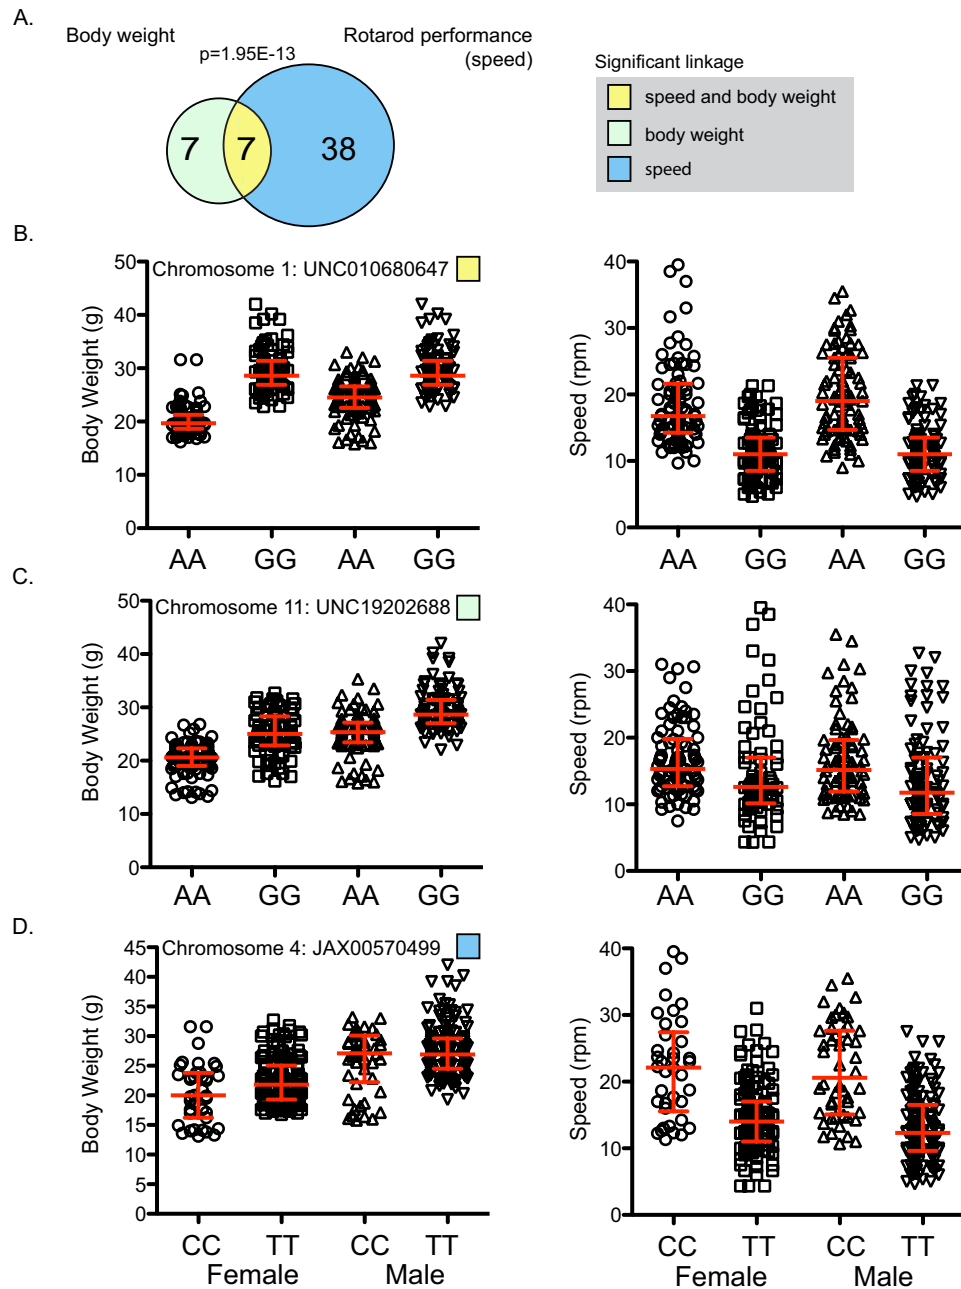 A.
Body weight
Rotarod performance
(speed)
p=1.95E-13
7
7
38
Significant linkage
speed and body weight
body weight
speed
B.
Chromosome 1: UNC010680647
Body Weight (g)
50
40
30
20
10
0
AA GG AA GG
Speed (rpm)
40
30
20
10
0
AA GG AA GG
C.
Chromosome 11: UNC19202688
Body Weight (g)
50
40
30
20
10
0
AA GG AA GG
Speed (rpm)
40
30
20
10
0
AA GG AA GG
D.
Chromosome 4: JAX00570499
Body Weight (g)
45
40
35
30
25
20
15
10
5
0
CC TT CC TT
Female Male
Speed (rpm)
40
30
20
10
0
CC TT CC TT
Female Male